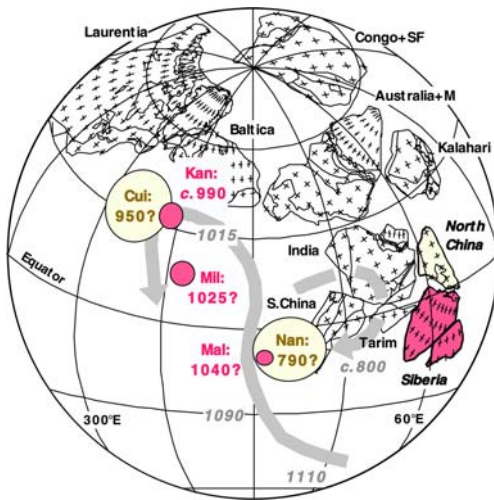 Laurentia
Congo+SF
Australia+M
Baltica
Kalahari
Kan:
c.990
Cui:
950?
1015
North
China
India
Equator
Mil:
1025?
S.China
Nan:
790?
Mal:
1040?
Tarim
c.800
Siberia
300°E
1090
60°E
1110